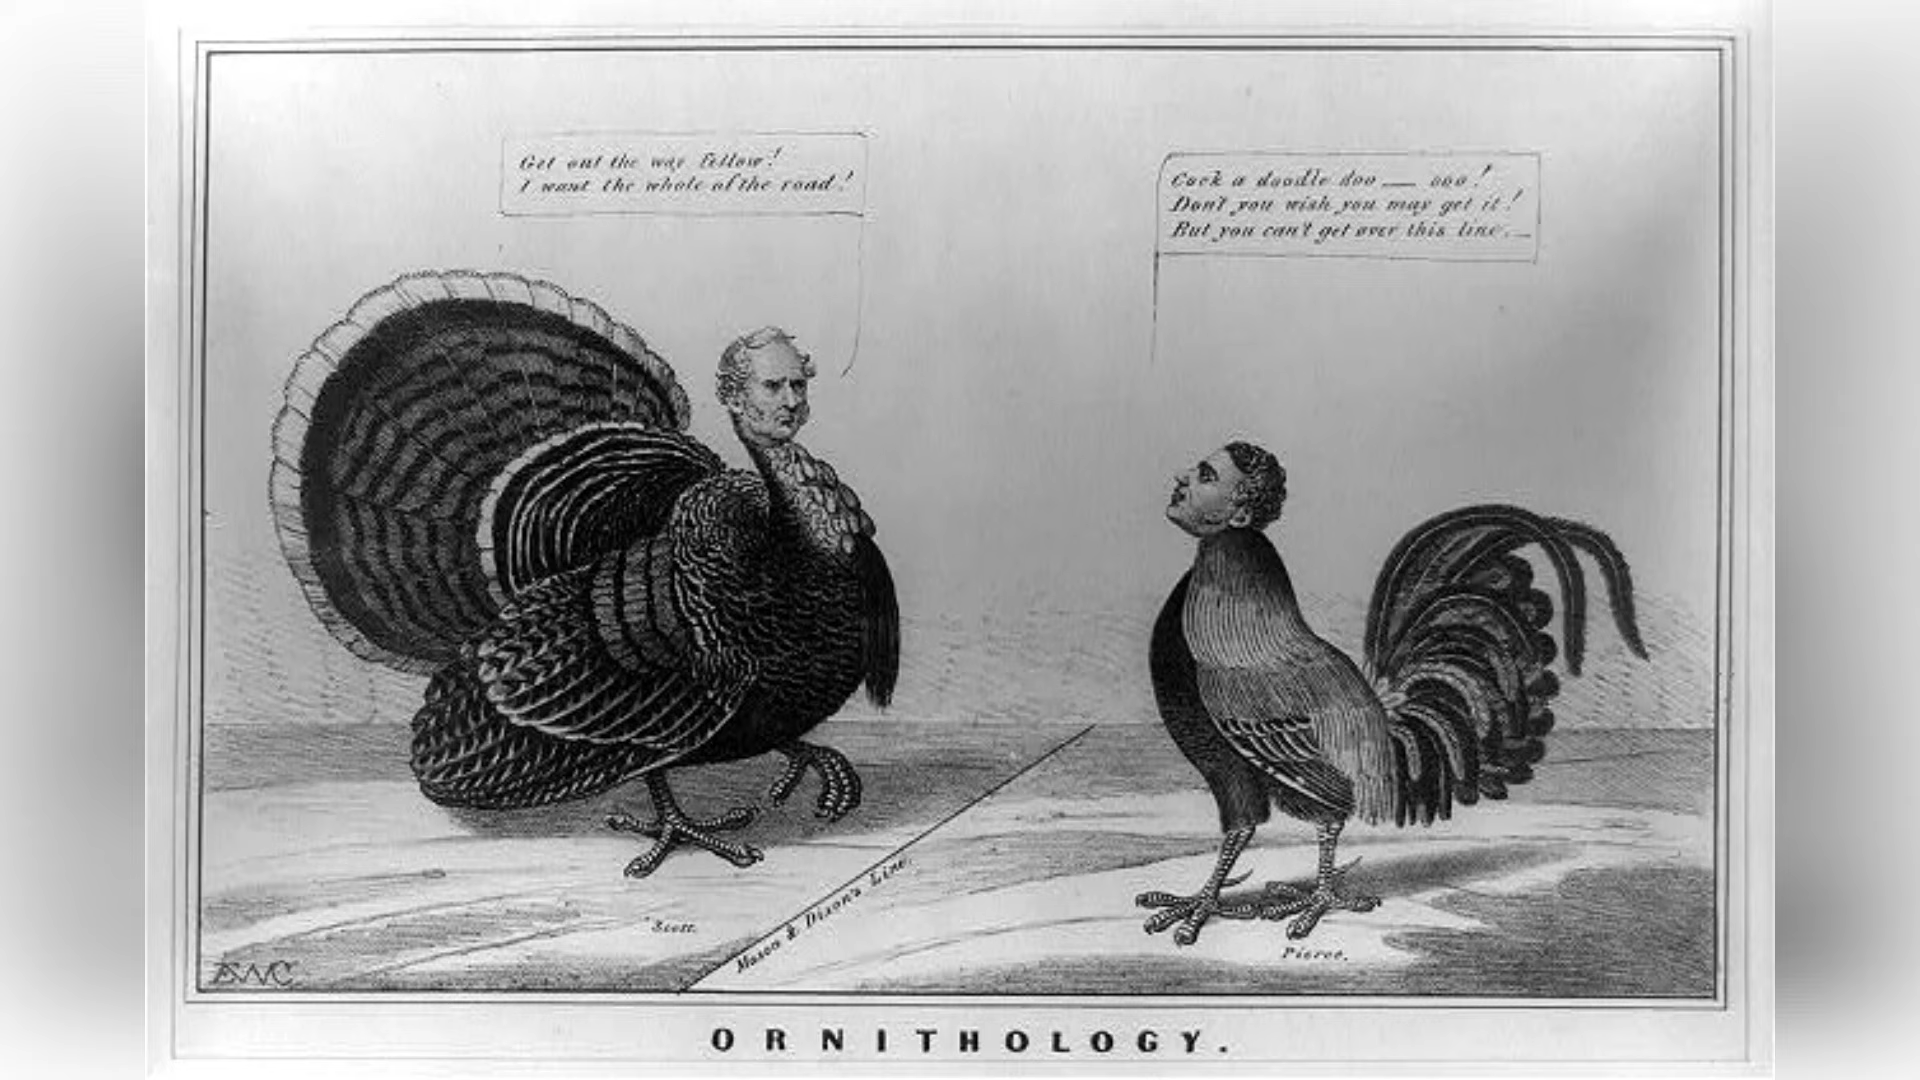 Get out the way fellow!
I want the whole of the road!
Cock a doodle doo — ooo!
Don't you wish you may get it!
But you can't get over this line.—
Mason & Dixon's Line.
Scott.
Pierce.
EWC
ORNITHOLOGY.